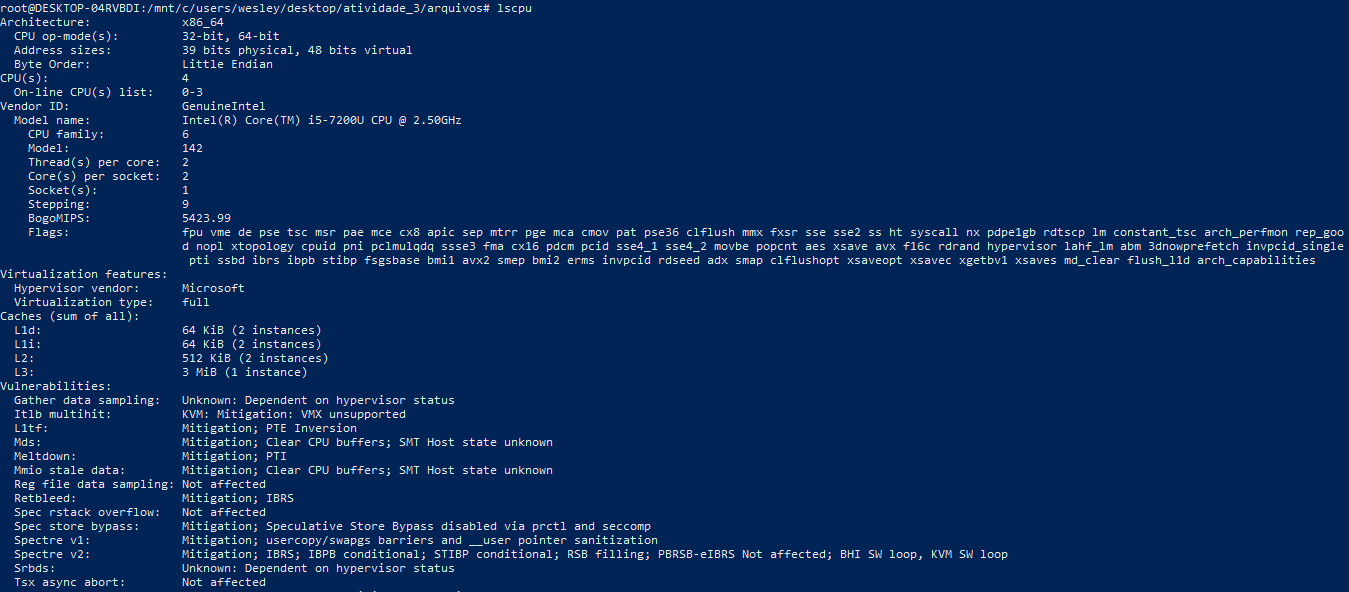 root@DESKTOP-04RVBDI:/mnt/c/users/wesley/desktop/atividade_3/arquivos# lscpu
Architecture:             x86_64
  CPU op-mode(s):         32-bit, 64-bit
  Address sizes:          39 bits physical, 48 bits virtual
  Byte Order:             Little Endian
CPU(s):                   4
  On-line CPU(s) list:    0-3
Vendor ID:                GenuineIntel
  Model name:             Intel(R) Core(TM) i5-7200U CPU @ 2.50GHz
    CPU family:           6
    Model:                142
    Thread(s) per core:   2
    Core(s) per socket:   2
    Socket(s):            1
    Stepping:             9
    BogoMIPS:             5423.99
    Flags:                fpu vme de pse tsc msr pae mce cx8 apic sep mtrr pge mca cmov pat pse36 clflush mmx fxsr sse sse2 ss ht syscall nx pdpe1gb rdtscp lm constant_tsc arch_perfmon rep_goo
                          d nopl xtopology cpuid pni pclmulqdq ssse3 fma cx16 pdcm pcid sse4_1 sse4_2 movbe popcnt aes xsave avx f16c rdrand hypervisor lahf_lm abm 3dnowprefetch invpcid_single
                           pti ssbd ibrs ibpb stibp fsgsbase bmi1 avx2 smep bmi2 erms invpcid rdseed adx smap clflushopt xsaveopt xsavec xgetbv1 xsaves md_clear flush_l1d arch_capabilities
Virtualization features:
  Hypervisor vendor:      Microsoft
  Virtualization type:    full
Caches (sum of all):
  L1d:                    64 KiB (2 instances)
  L1i:                    64 KiB (2 instances)
  L2:                     512 KiB (2 instances)
  L3:                     3 MiB (1 instance)
Vulnerabilities:
  Gather data sampling:   Unknown: Dependent on hypervisor status
  Itlb multihit:          KVM: Mitigation: VMX unsupported
  L1tf:                   Mitigation; PTE Inversion
  Mds:                    Mitigation; Clear CPU buffers; SMT Host state unknown
  Meltdown:               Mitigation; PTI
  Mmio stale data:        Mitigation; Clear CPU buffers; SMT Host state unknown
  Reg file data sampling: Not affected
  Retbleed:               Mitigation; IBRS
  Spec rstack overflow:   Not affected
  Spec store bypass:      Mitigation; Speculative Store Bypass disabled via prctl and seccomp
  Spectre v1:             Mitigation; usercopy/swapgs barriers and __user pointer sanitization
  Spectre v2:             Mitigation; IBRS; IBPB conditional; STIBP conditional; RSB filling; PBRSB-eIBRS Not affected; BHI SW loop, KVM SW loop
  Srbds:                  Unknown: Dependent on hypervisor status
  Tsx async abort:        Not affected